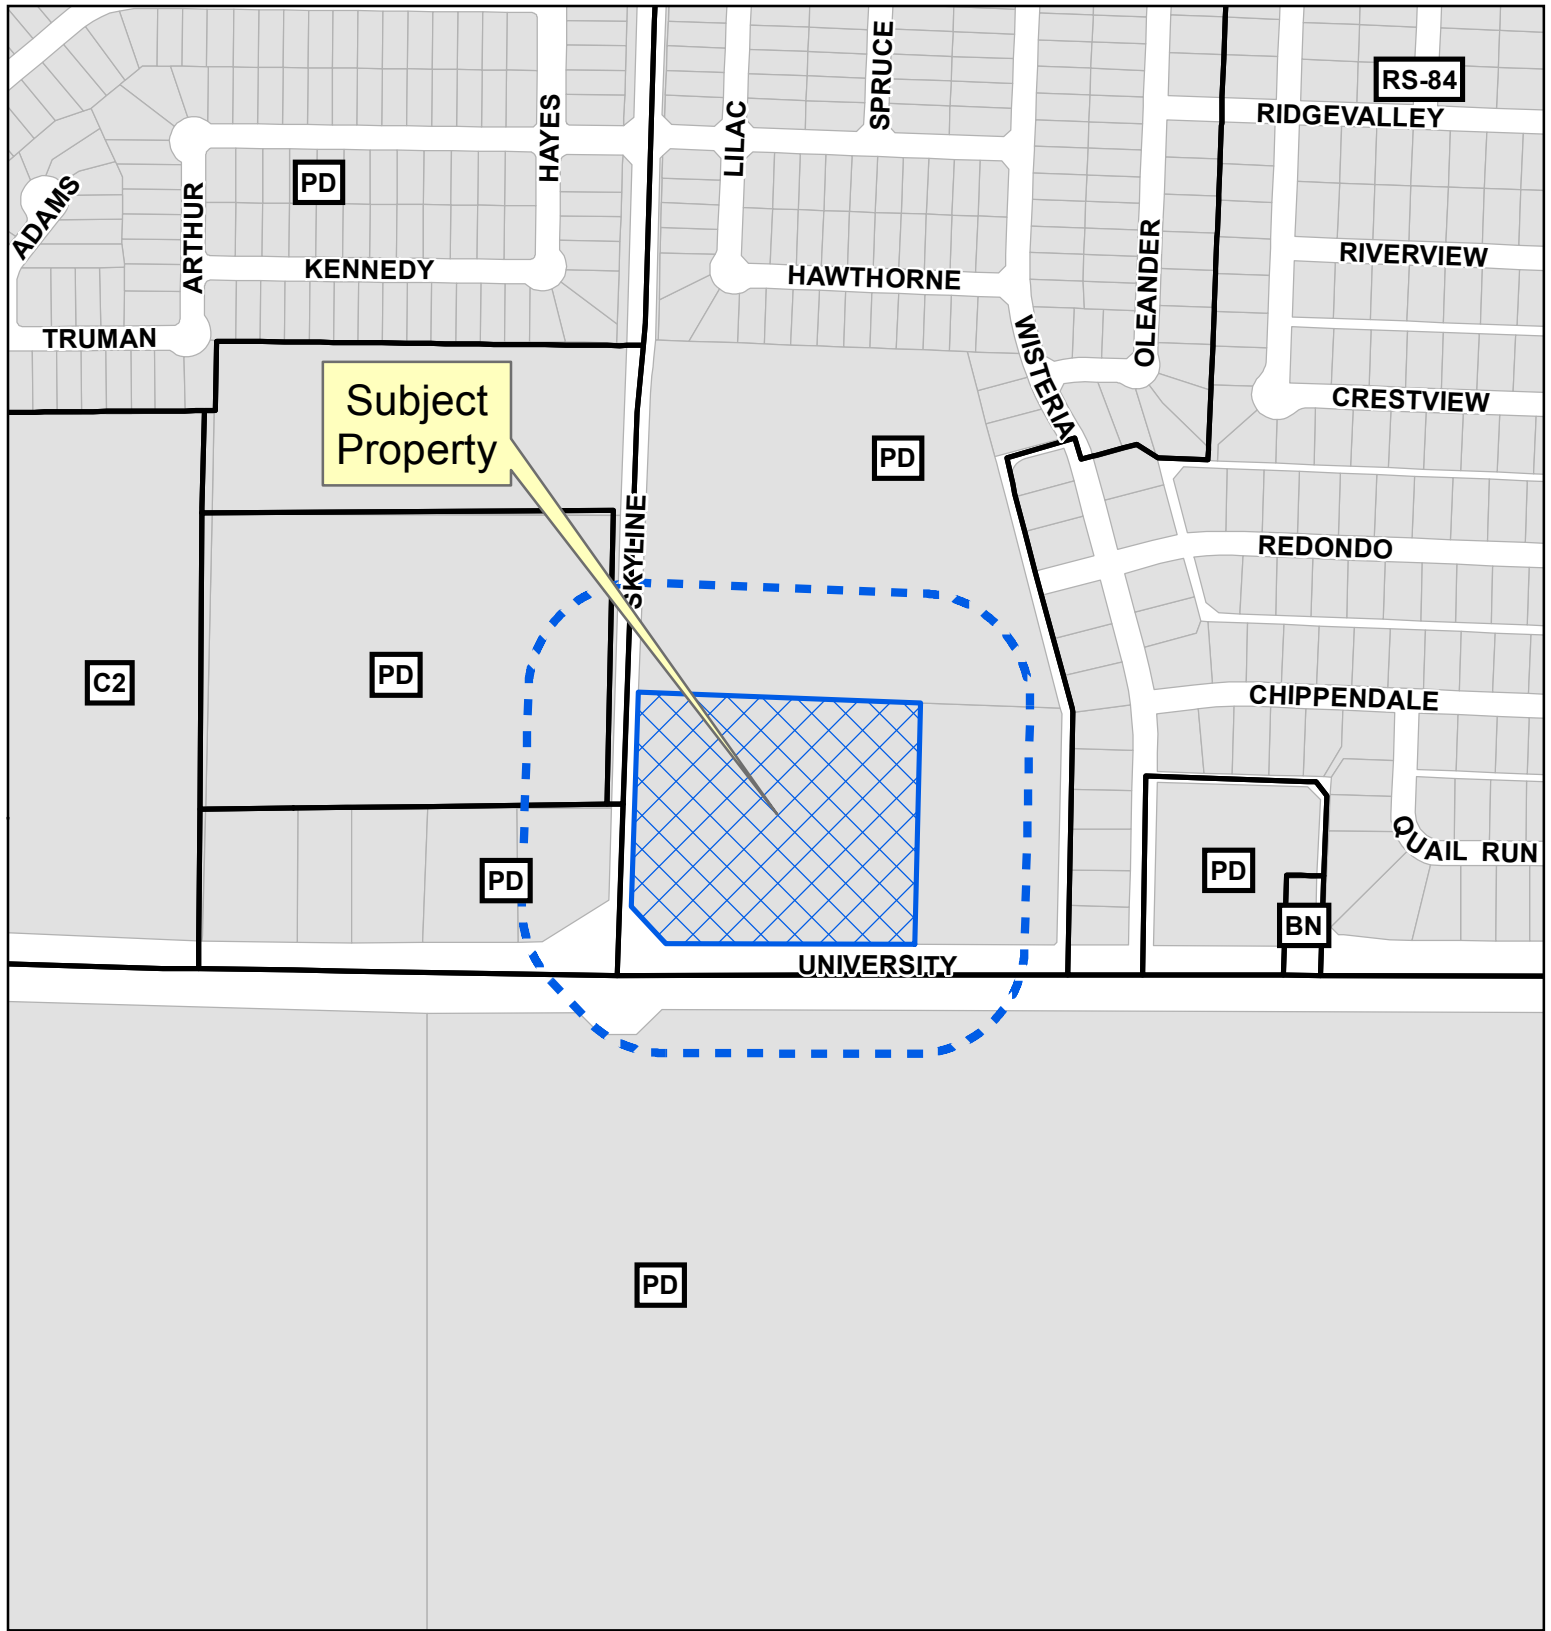 SPRUCE
RS-84
RIDGEVALLEY
HAYES
LILAC
PD
ADAMS
ARTHUR
KENNEDY
HAWTHORNE
OLEANDER
RIVERVIEW
TRUMAN
WISTERIA
CRESTVIEW
Subject
Property
PD
SKYLINE
REDONDO
C2
PD
CHIPPENDALE
QUAIL RUN
PD
PD
BN
UNIVERSITY
PD